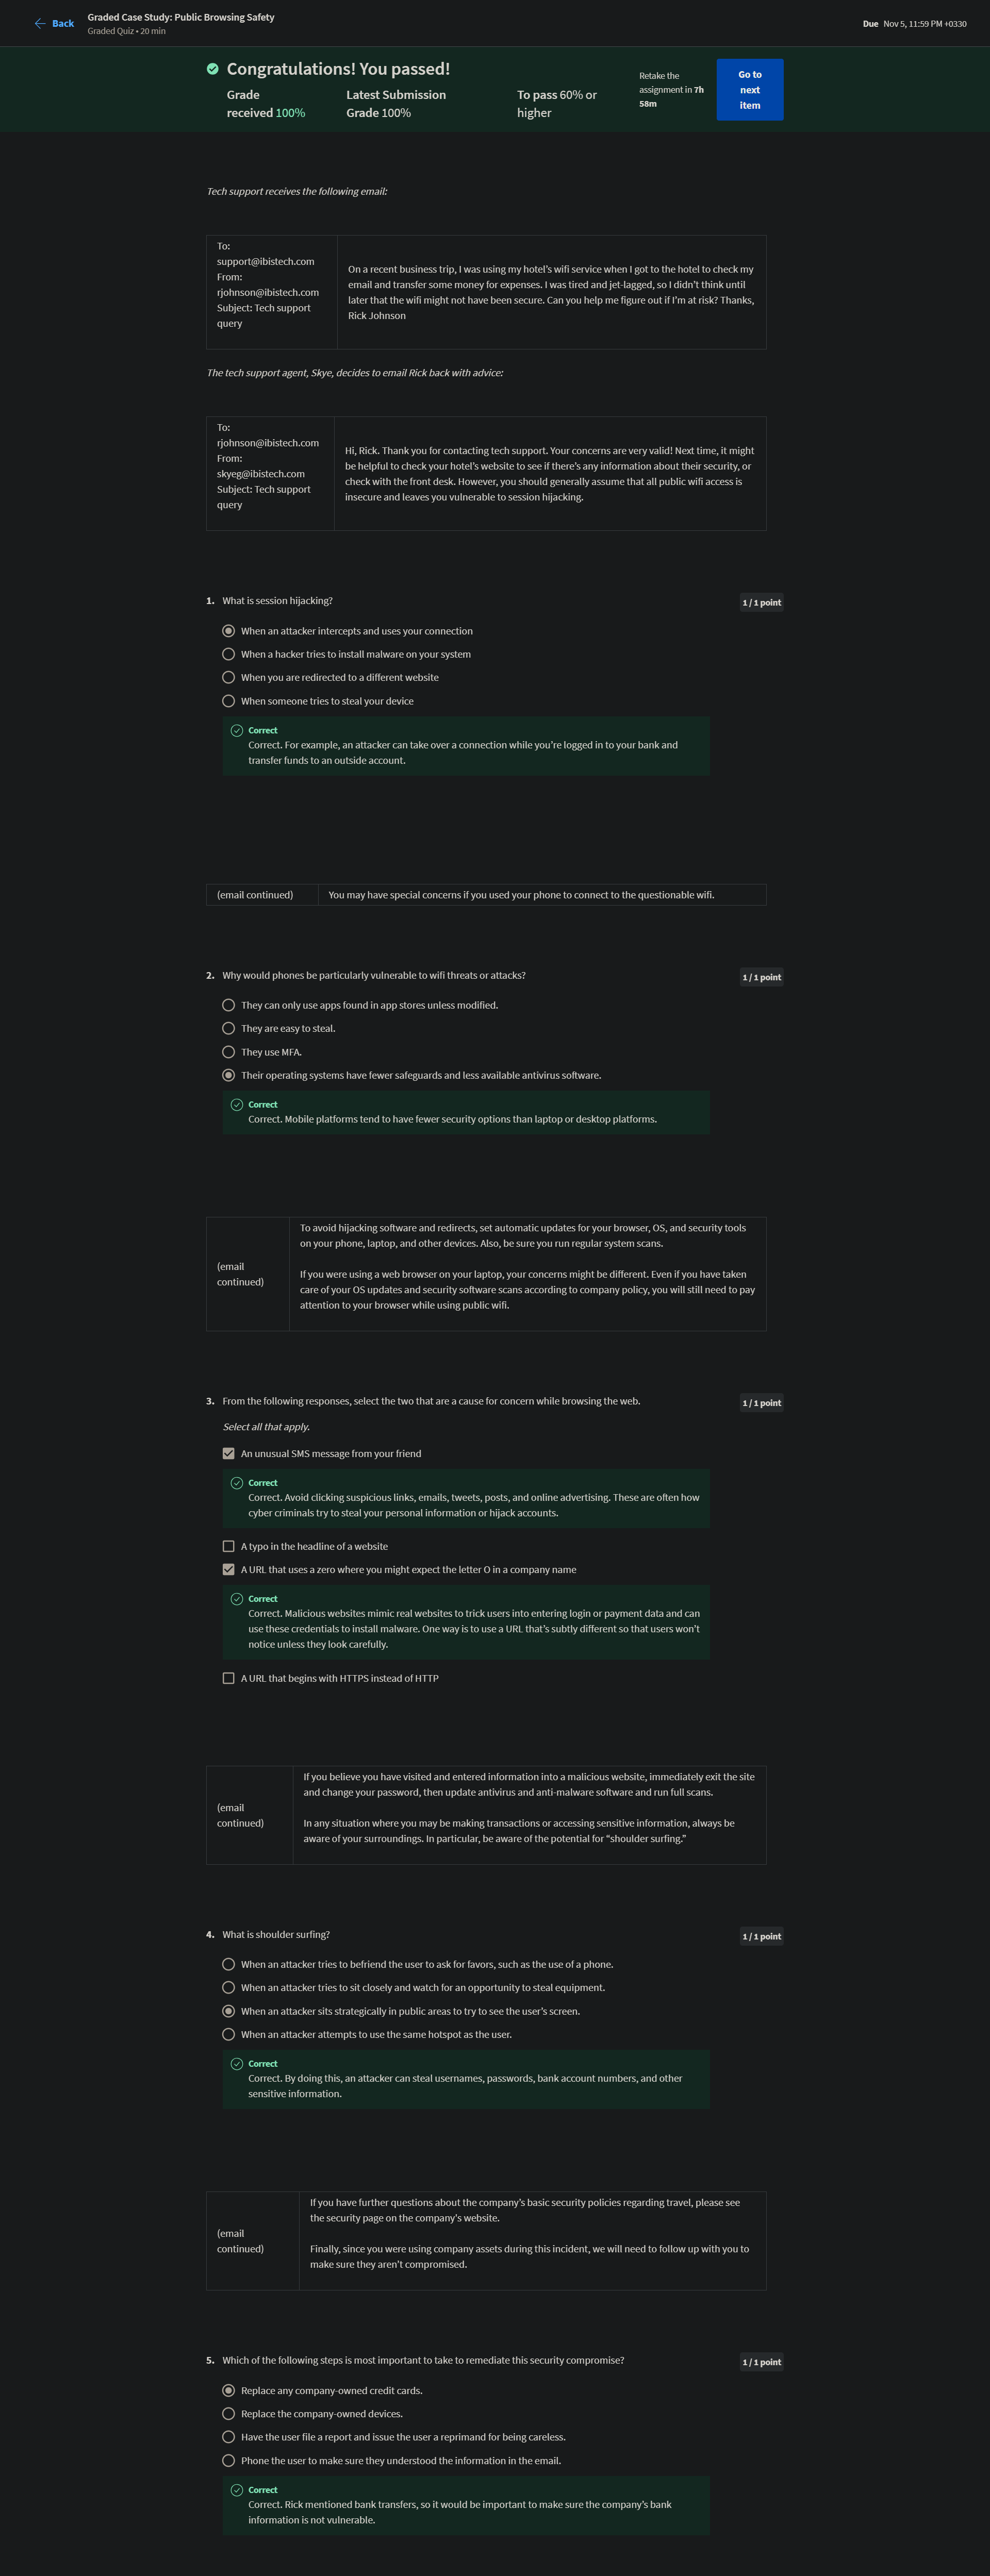 Back
Graded Case Study: Public Browsing Safety
Graded Quiz • 20 min
Due Nov 5, 11:59 PM +0330
Congratulations! You passed!
Grade
received 100%
Latest Submission
Grade 100%
To pass 60% or
higher
Retake the
assignment in 7h
58m
Go to
next
item
Tech support receives the following email:
To:
support@ibistech.com
From:
rjohnson@ibistech.com
Subject: Tech support
query
On a recent business trip, I was using my hotel's wifi service when I got to the hotel to check my
email and transfer some money for expenses. I was tired and jet-lagged, so I didn't think until
later that the wifi might not have been secure. Can you help me figure out if I'm at risk? Thanks,
Rick Johnson
The tech support agent, Skye, decides to email Rick back with advice:
To:
rjohnson@ibistech.com
From:
skyeg@ibistech.com
Subject: Tech support
query
Hi, Rick. Thank you for contacting tech support. Your concerns are very valid! Next time, it might
be helpful to check your hotel's website to see if there's any information about their security, or
check with the front desk. However, you should generally assume that all public wifi access is
insecure and leaves you vulnerable to session hijacking.
1. What is session hijacking?
1 / 1 point
When an attacker intercepts and uses your connection
When a hacker tries to install malware on your system
When you are redirected to a different website
When someone tries to steal your device
Correct
Correct. For example, an attacker can take over a connection while you're logged in to your bank and
transfer funds to an outside account.
(email continued)
You may have special concerns if you used your phone to connect to the questionable wifi.
2. Why would phones be particularly vulnerable to wifi threats or attacks?
1 / 1 point
They can only use apps found in app stores unless modified.
They are easy to steal.
They use MFA.
Their operating systems have fewer safeguards and less available antivirus software.
Correct
Correct. Mobile platforms tend to have fewer security options than laptop or desktop platforms.
(email
continued)
To avoid hijacking software and redirects, set automatic updates for your browser, OS, and security tools
on your phone, laptop, and other devices. Also, be sure you run regular system scans.
If you were using a web browser on your laptop, your concerns might be different. Even if you have taken
care of your OS updates and security software scans according to company policy, you will still need to pay
attention to your browser while using public wifi.
3. From the following responses, select the two that are a cause for concern while browsing the web.
1 / 1 point
Select all that apply.
An unusual SMS message from your friend
Correct
Correct. Avoid clicking suspicious links, emails, tweets, posts, and online advertising. These are often how
cyber criminals try to steal your personal information or hijack accounts.
A typo in the headline of a website
A URL that uses a zero where you might expect the letter O in a company name
Correct
Correct. Malicious websites mimic real websites to trick users into entering login or payment data and can
use these credentials to install malware. One way is to use a URL that's subtly different so that users won't
notice unless they look carefully.
A URL that begins with HTTPS instead of HTTP
(email
continued)
If you believe you have visited and entered information into a malicious website, immediately exit the site
and change your password, then update antivirus and anti-malware software and run full scans.
In any situation where you may be making transactions or accessing sensitive information, always be
aware of your surroundings. In particular, be aware of the potential for "shoulder surfing."
4. What is shoulder surfing?
1 / 1 point
When an attacker tries to befriend the user to ask for favors, such as the use of a phone.
When an attacker tries to sit closely and watch for an opportunity to steal equipment.
When an attacker sits strategically in public areas to try to see the user's screen.
When an attacker attempts to use the same hotspot as the user.
Correct
Correct. By doing this, an attacker can steal usernames, passwords, bank account numbers, and other
sensitive information.
(email
continued)
If you have further questions about the company's basic security policies regarding travel, please see
the security page on the company's website.
Finally, since you were using company assets during this incident, we will need to follow up with you to
make sure they aren't compromised.
5. Which of the following steps is most important to take to remediate this security compromise?
1 / 1 point
Replace any company-owned credit cards.
Replace the company-owned devices.
Have the user file a report and issue the user a reprimand for being careless.
Phone the user to make sure they understood the information in the email.
Correct
Correct. Rick mentioned bank transfers, so it would be important to make sure the company's bank
information is not vulnerable.